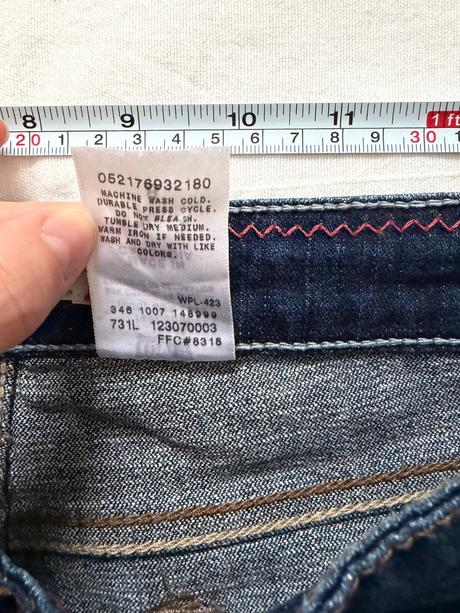 8 9 10 11 1 ft
20 1 2 3 4 5 6 7 8 9 30 1
052176932180
MACHINE WASH COLD.
DURABLE PRESS CYCLE.
DO NOT BLEACH.
TUMBLE DRY MEDIUM.
WARM IRON IF NEEDED.
WASH AND DRY WITH LIKE
COLORS.
WPL-423
346 1007 148999
731L 123070003
FFC#8318